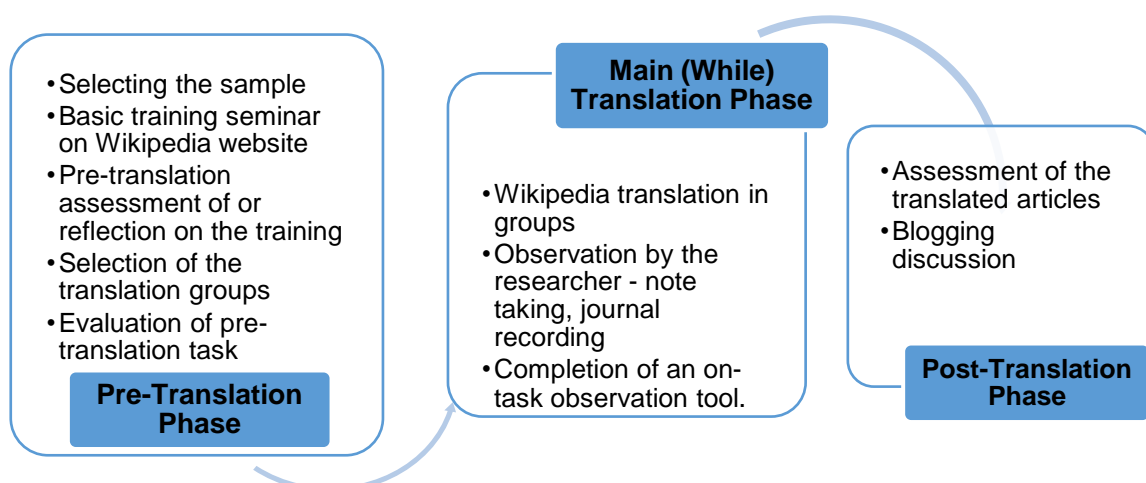 •Selecting the sample
•Basic training seminar
on Wikipedia website
•Pre-translation
assessment of or
reflection on the training
•Selection of the
translation groups
•Evaluation of pre-
translation task
Pre-Translation
Phase
Main (While)
Translation Phase
•Wikipedia translation in
groups
•Observation by the
researcher - note
taking, journal
recording
•Completion of an on-
task observation tool.
•Assessment of the
translated articles
•Blogging
discussion
Post-Translation
Phase